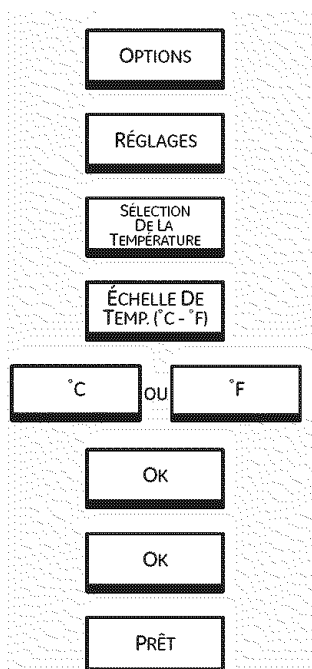 OPTIONS
RÉGLAGES
SÉLECTION
DE LA
TEMPÉRATURE
ÉCHELLE DE
TEMP. (°C - °F)
°C OU °F
OK
OK
PRÊT